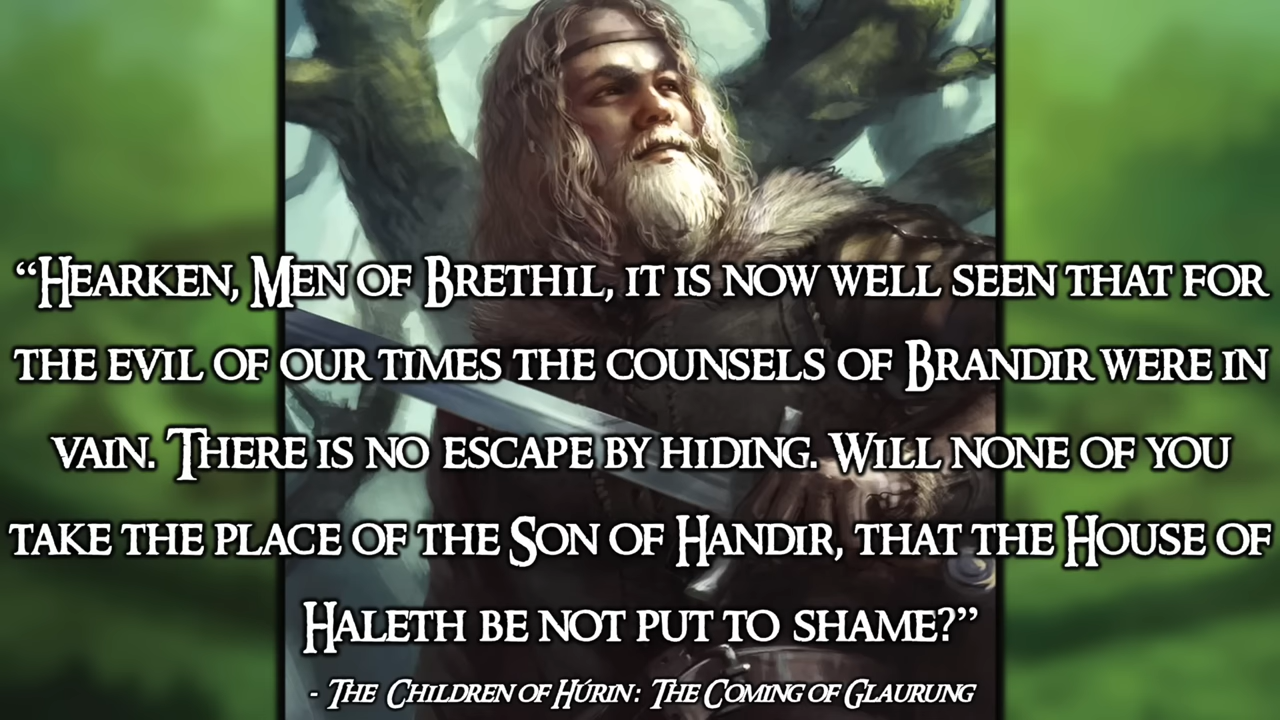 “Hearken, Men of Brethil, it is now well seen that for
the evil of our times the counsels of Brandir were in
vain. There is no escape by hiding. Will none of you
take the place of the Son of Handir, that the House of
Haleth be not put to shame?”
- The Children of Húrin: The Coming of Glaurung